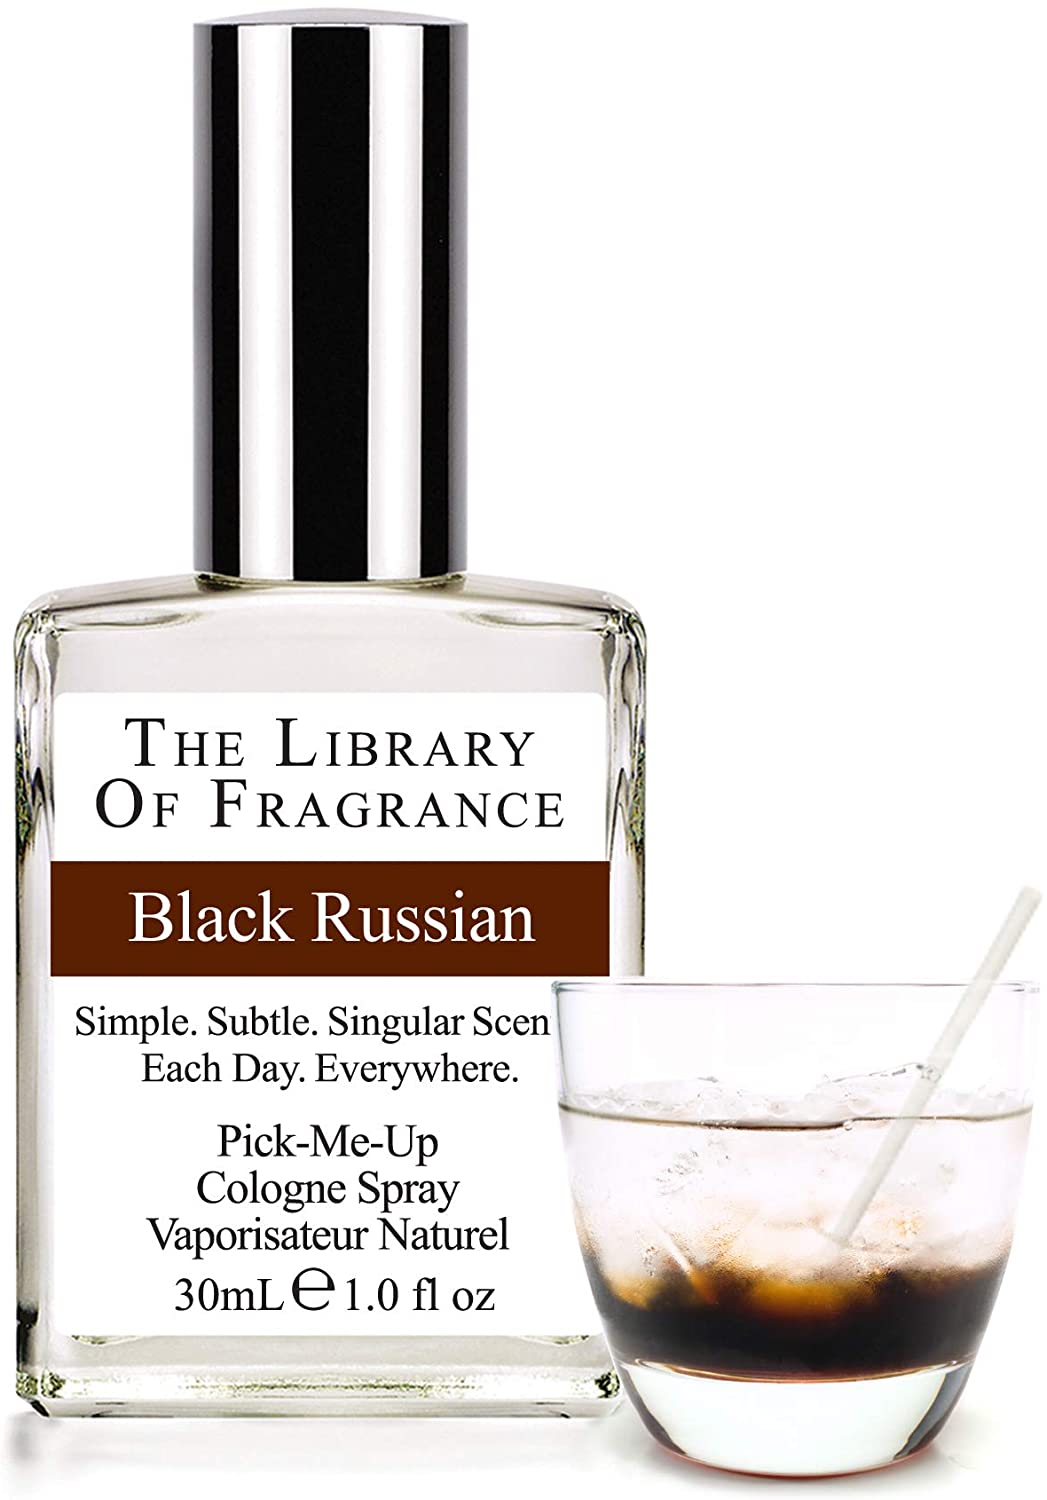 THE LIBRARY
OF FRAGRANCE
Black Russian
Simple. Subtle. Singular Scen
Each Day. Everywhere.
Pick-Me-Up
Cologne Spray
Vaporisateur Naturel
30mL ℮ 1.0 fl oz